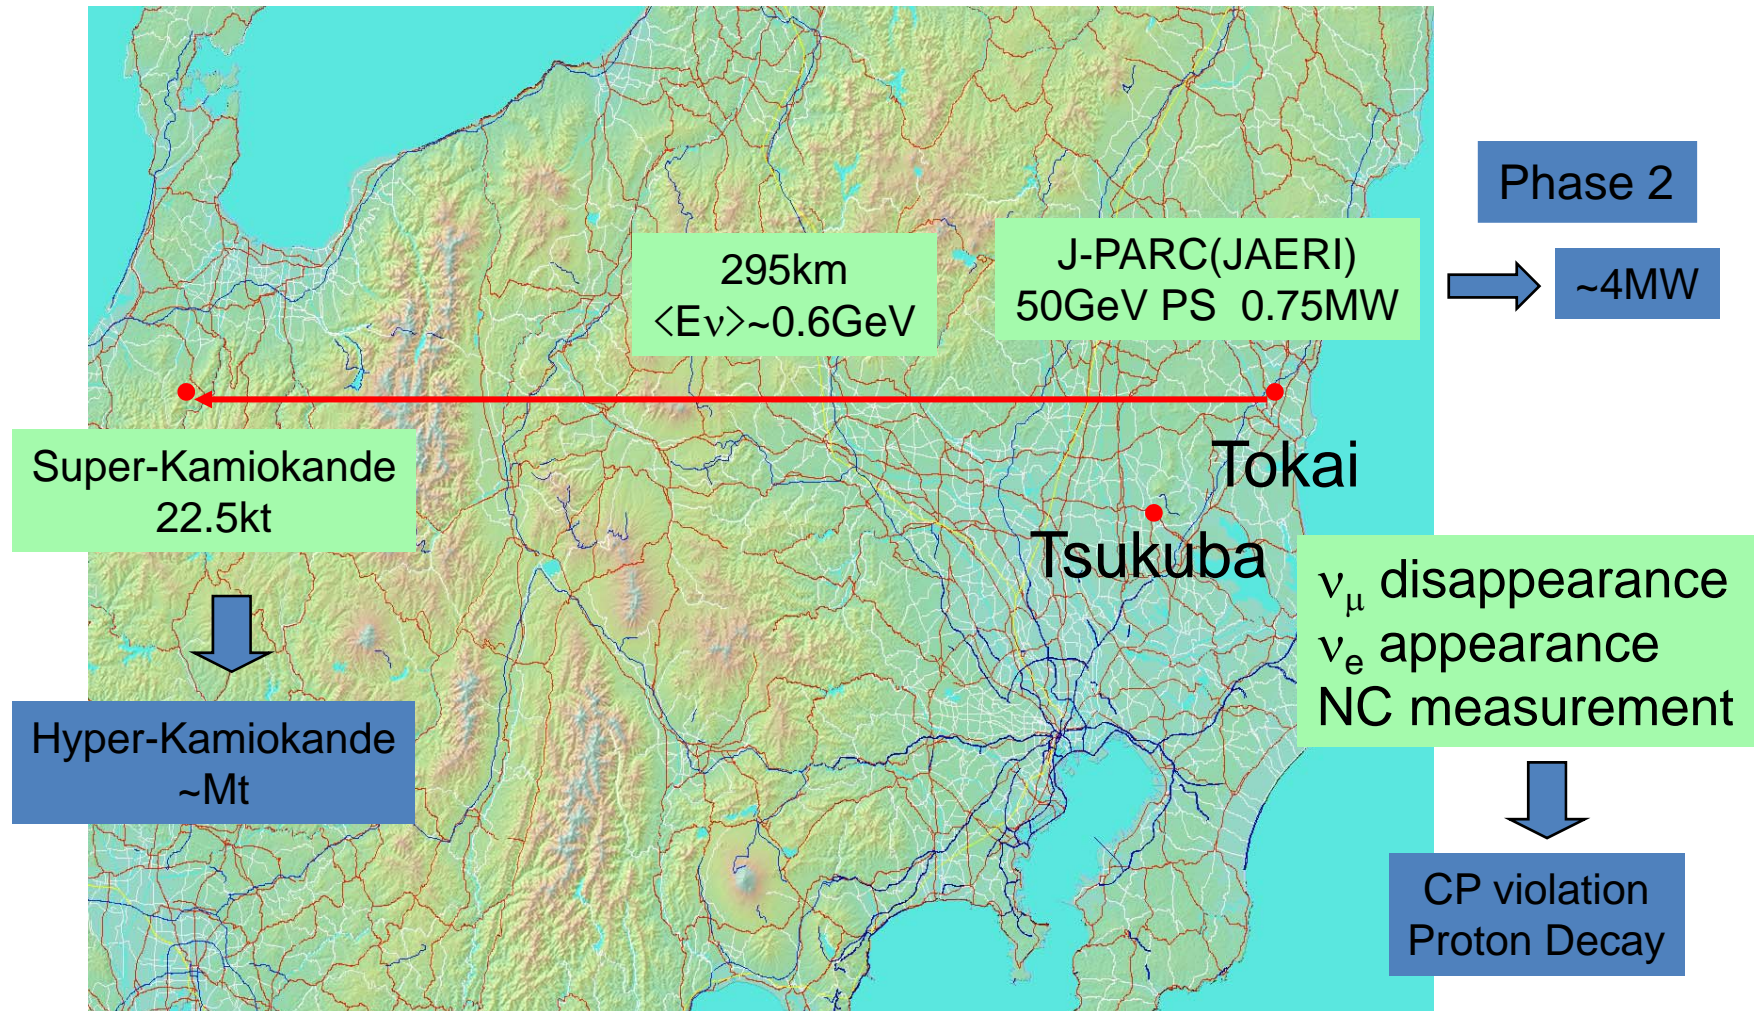 Phase 2
295km
<Eν>~0.6GeV
J-PARC(JAERI)
50GeV PS 0.75MW
~4MW
Super-Kamiokande
22.5kt
Tokai
Tsukuba
νμ disappearance
νe appearance
NC measurement
Hyper-Kamiokande
~Mt
CP violation
Proton Decay